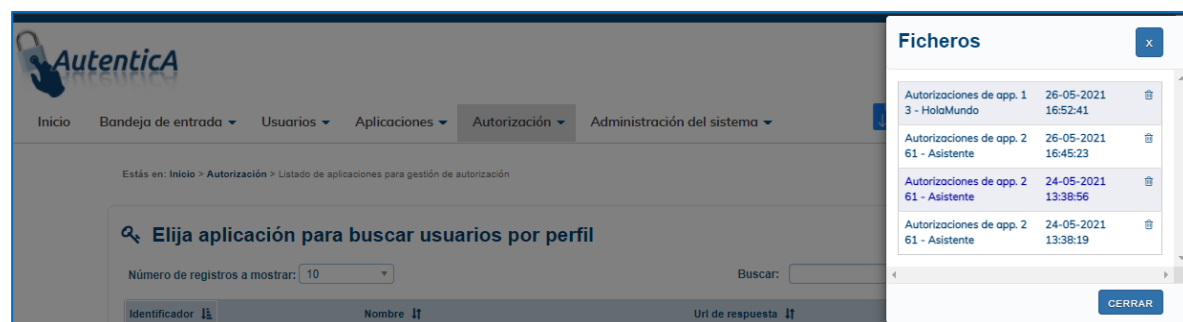 AutenticA
Inicio Bandeja de entrada Usuarios Aplicaciones Autorización Administración del sistema
Estás en: Inicio > Autorización > Listado de aplicaciones para gestión de autorización
Elija aplicación para buscar usuarios por perfil
Número de registros a mostrar: 10 Buscar:
Identificador Nombre Url de respuesta
Ficheros x
Autorizaciones de app. 1 26-05-2021
3 - HolaMundo 16:52:41
Autorizaciones de app. 2 26-05-2021
61 - Asistente 16:45:23
Autorizaciones de app. 2 24-05-2021
61 - Asistente 13:38:56
Autorizaciones de app. 2 24-05-2021
61 - Asistente 13:38:19
CERRAR